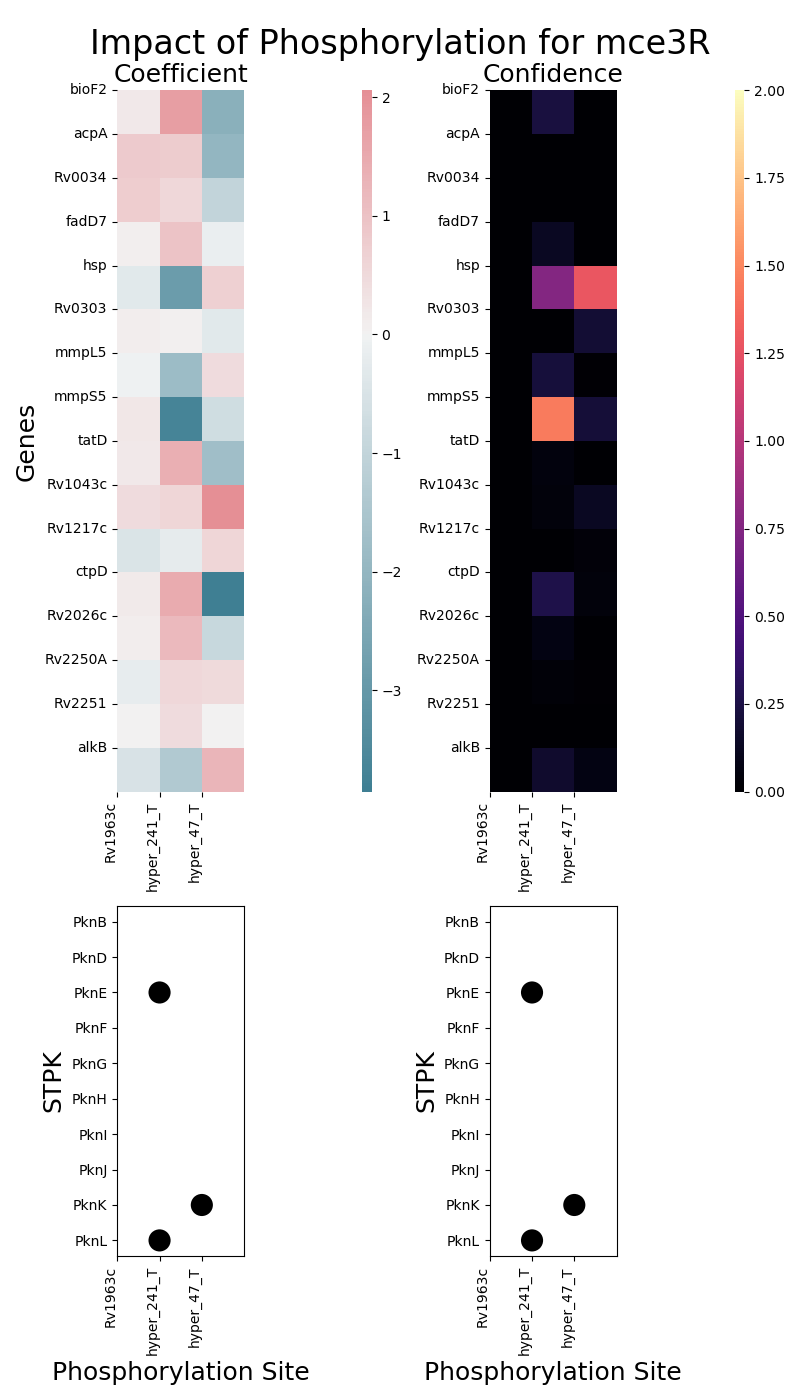 Impact of Phosphorylation for mce3R
Coefficient
Confidence
Genes
bioF2
acpA
Rv0034
fadD7
hsp
Rv0303
mmpL5
mmpS5
tatD
Rv1043c
Rv1217c
ctpD
Rv2026c
Rv2250A
Rv2251
alkB
Rv1963c
hyper_241_T
hyper_47_T
2
1
0
−1
−2
−3
bioF2
acpA
Rv0034
fadD7
hsp
Rv0303
mmpL5
mmpS5
tatD
Rv1043c
Rv1217c
ctpD
Rv2026c
Rv2250A
Rv2251
alkB
Rv1963c
hyper_241_T
hyper_47_T
2.00
1.75
1.50
1.25
1.00
0.75
0.50
0.25
0.00
STPK
PknB
PknD
PknE
PknF
PknG
PknH
PknI
PknJ
PknK
PknL
Rv1963c
hyper_241_T
hyper_47_T
Phosphorylation Site
STPK
PknB
PknD
PknE
PknF
PknG
PknH
PknI
PknJ
PknK
PknL
Rv1963c
hyper_241_T
hyper_47_T
Phosphorylation Site